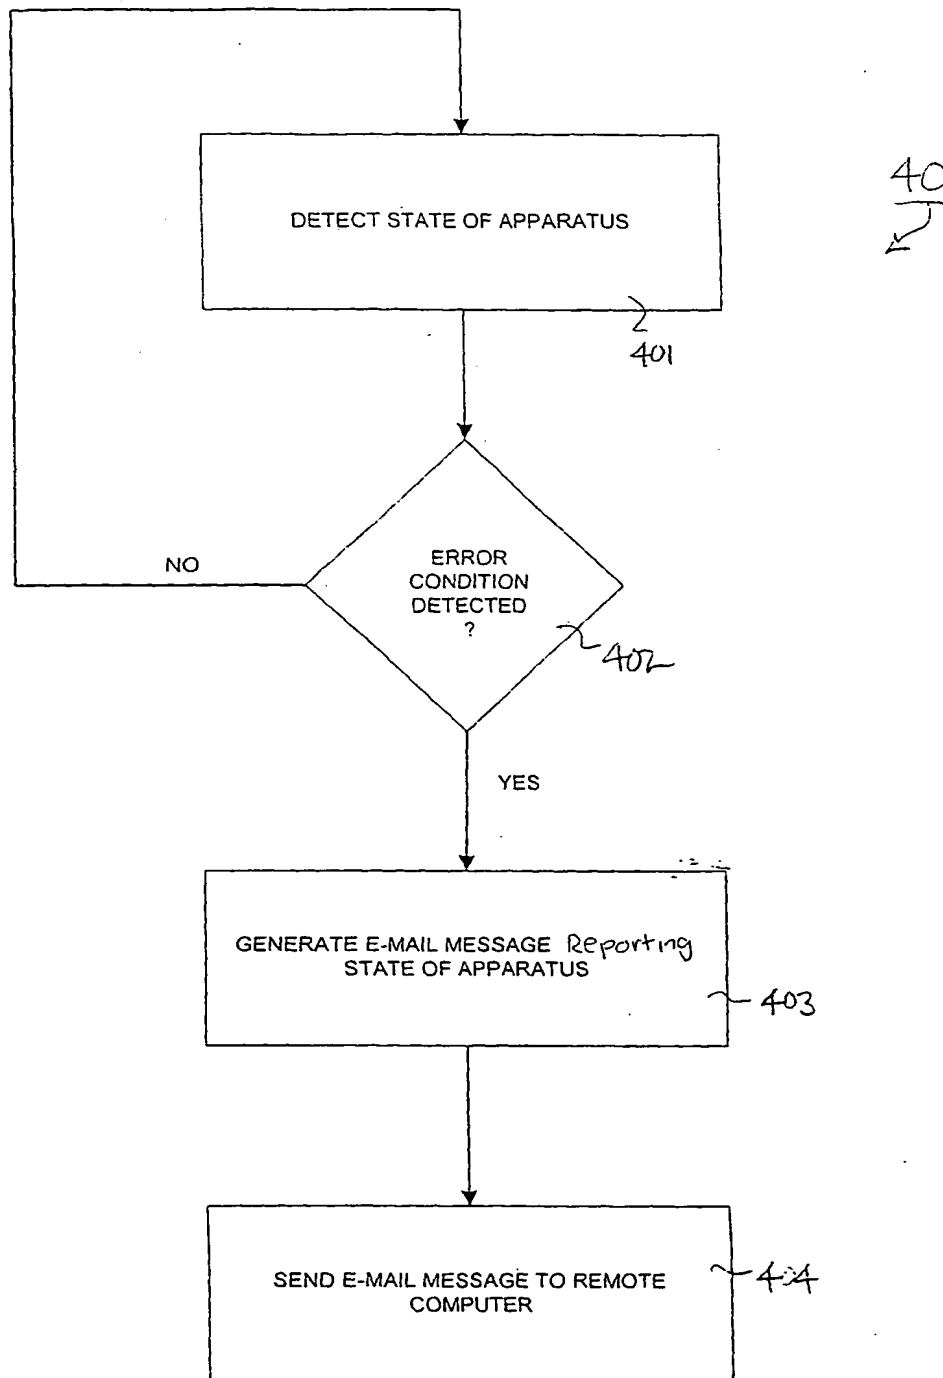 DETECT STATE OF APPARATUS
40
401
ERROR
CONDITION
DETECTED
?
402
NO
YES
GENERATE E-MAIL MESSAGE Reporting
STATE OF APPARATUS
403
SEND E-MAIL MESSAGE TO REMOTE
COMPUTER
404